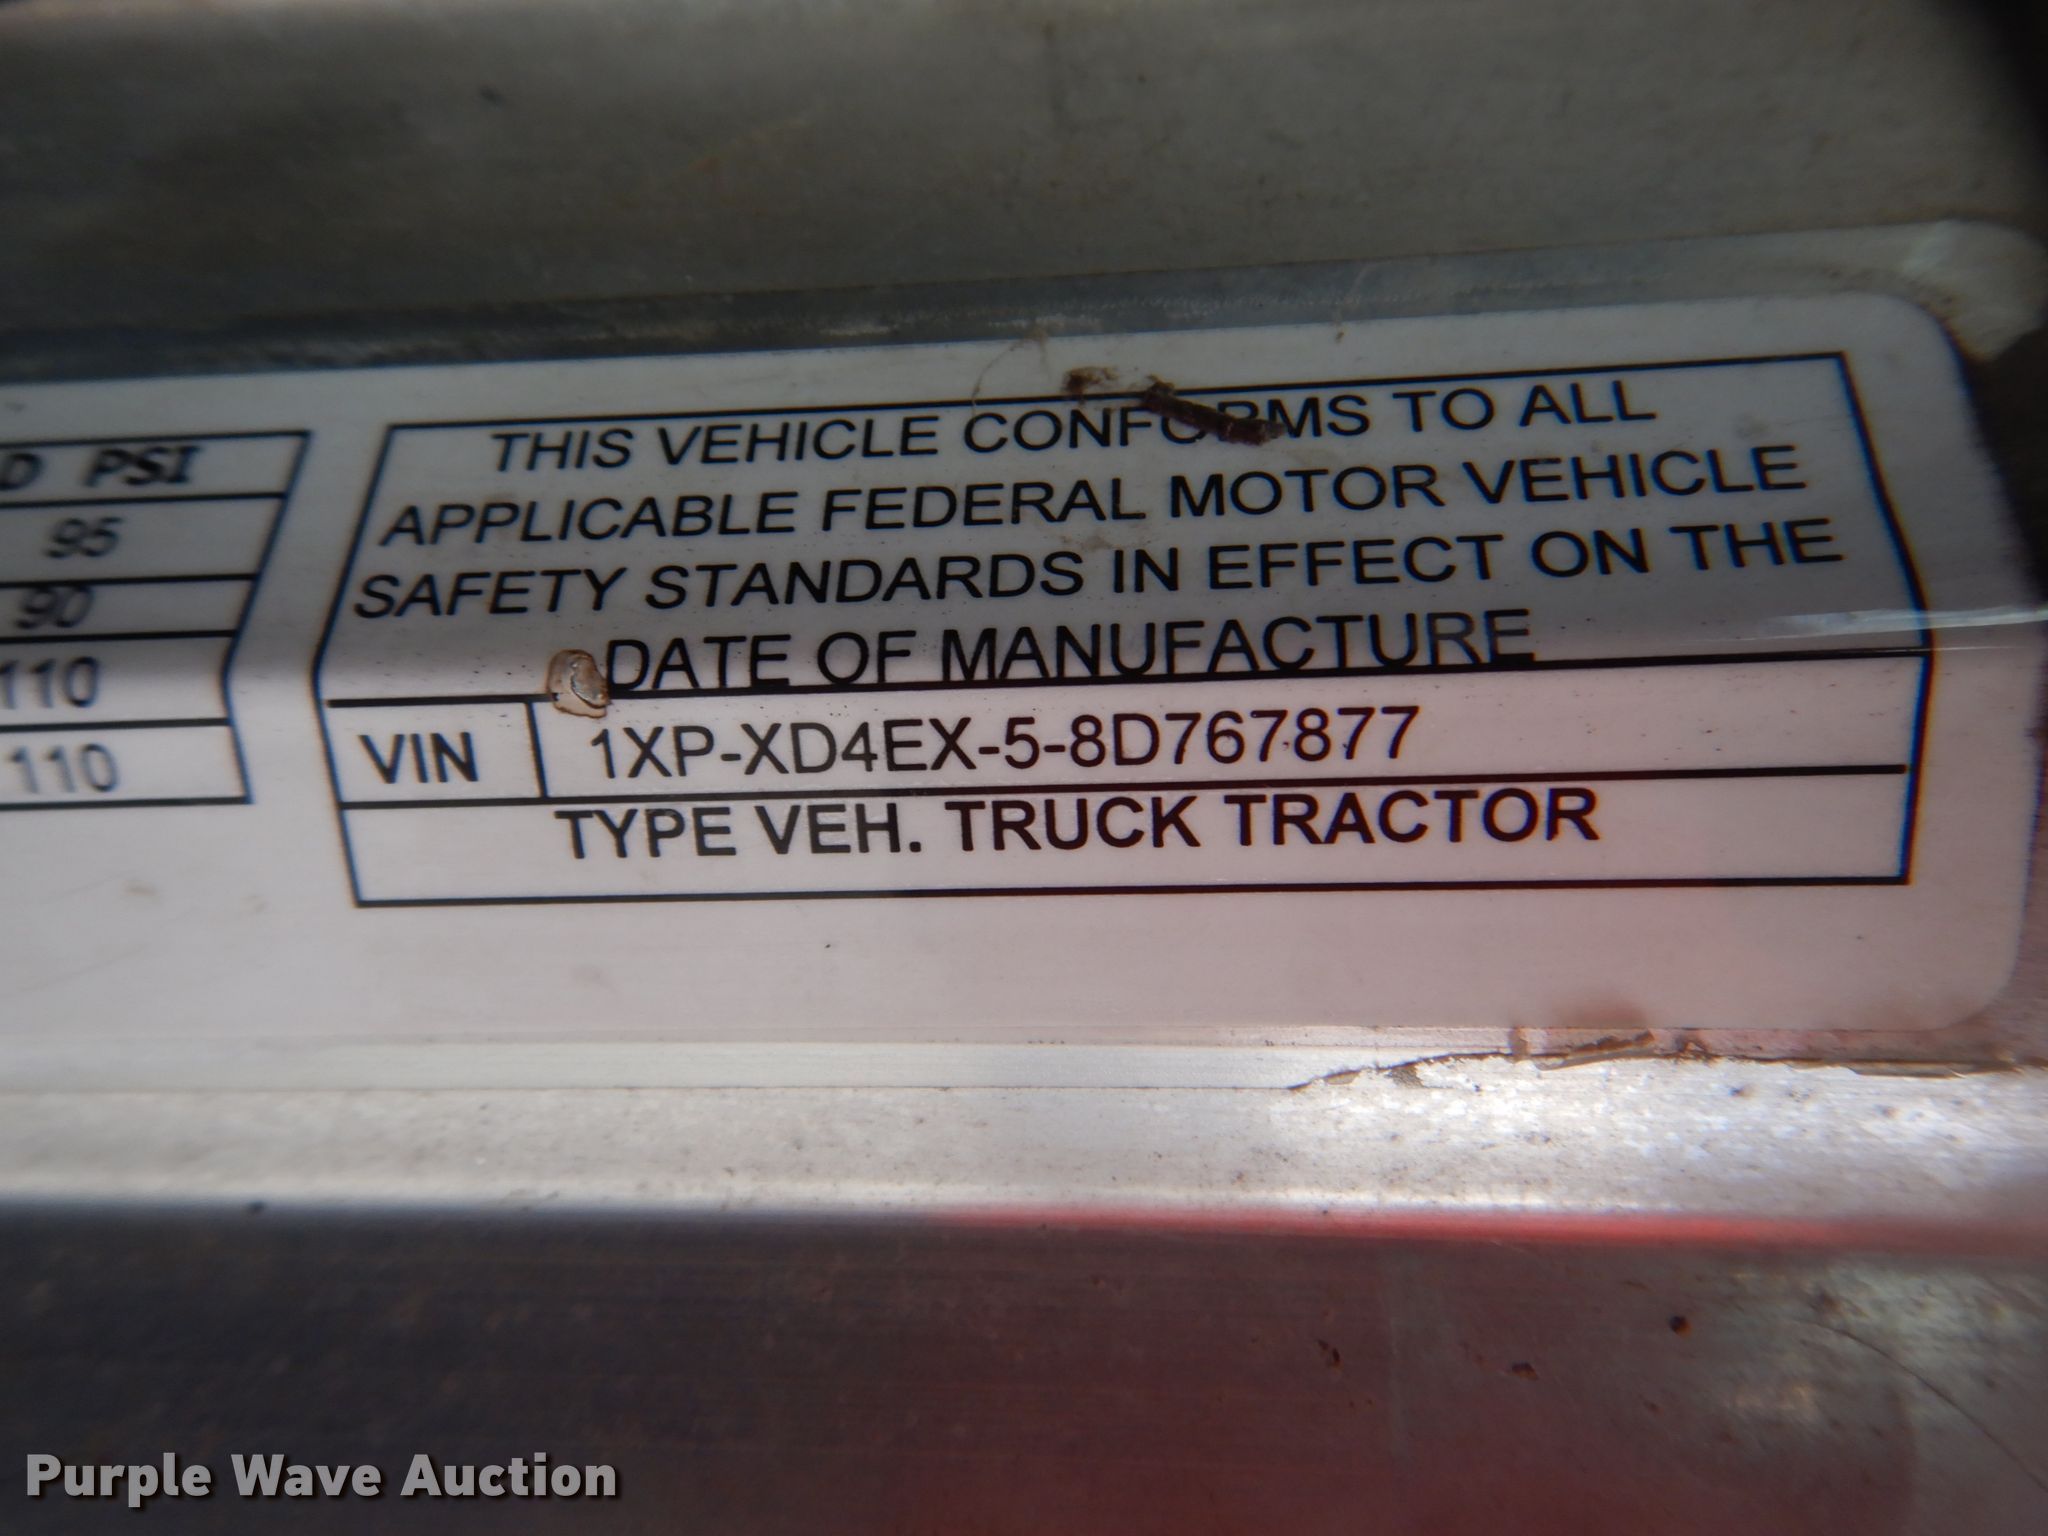 D PSI
95
90
110
110
THIS VEHICLE CONFORMS TO ALL
APPLICABLE FEDERAL MOTOR VEHICLE
SAFETY STANDARDS IN EFFECT ON THE
DATE OF MANUFACTURE
VIN 1XP-XD4EX-5-8D767877
TYPE VEH. TRUCK TRACTOR
Purple Wave Auction